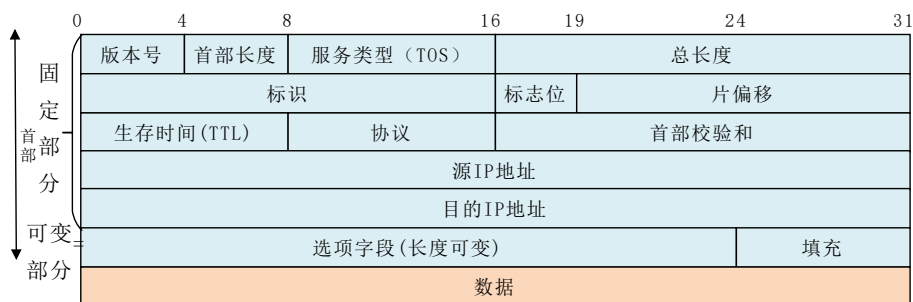 0 4 8 16 19 24 31
版本号 首部长度 服务类型（TOS） 总长度
标识 标志位 片偏移
生存时间(TTL) 协议 首部校验和
源IP地址
目的IP地址
选项字段(长度可变) 填充
数据
首部
固定部分
可变部分